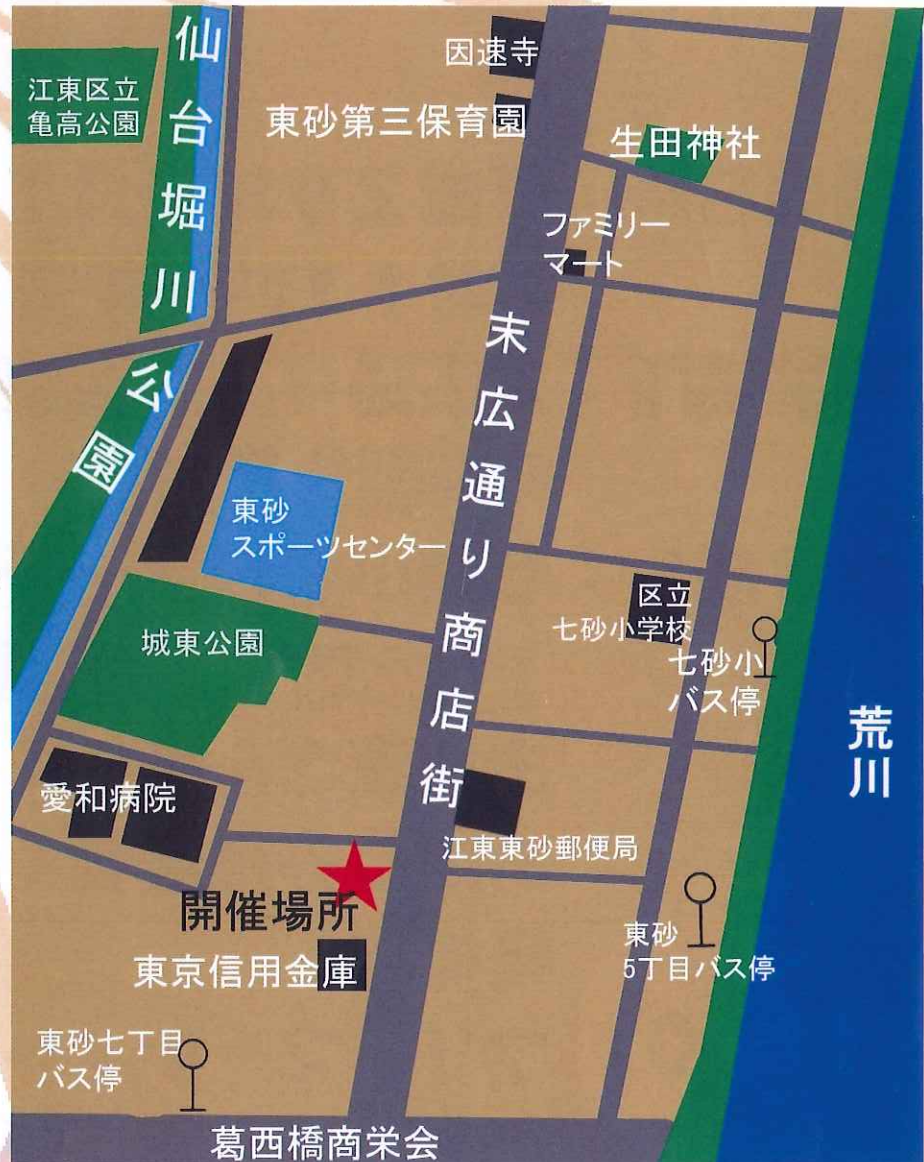 仙台堀川公園
江東区立
亀高公園
因速寺
東砂第三保育園
生田神社
ファミリー
マート
末広通り商店街
東砂
スポーツセンター
城東公園
区立
七砂小学校
七砂小
バス停
荒川
愛和病院
江東東砂郵便局
開催場所
東京信用金庫
東砂
5丁目バス停
東砂七丁目
バス停
葛西橋商栄会